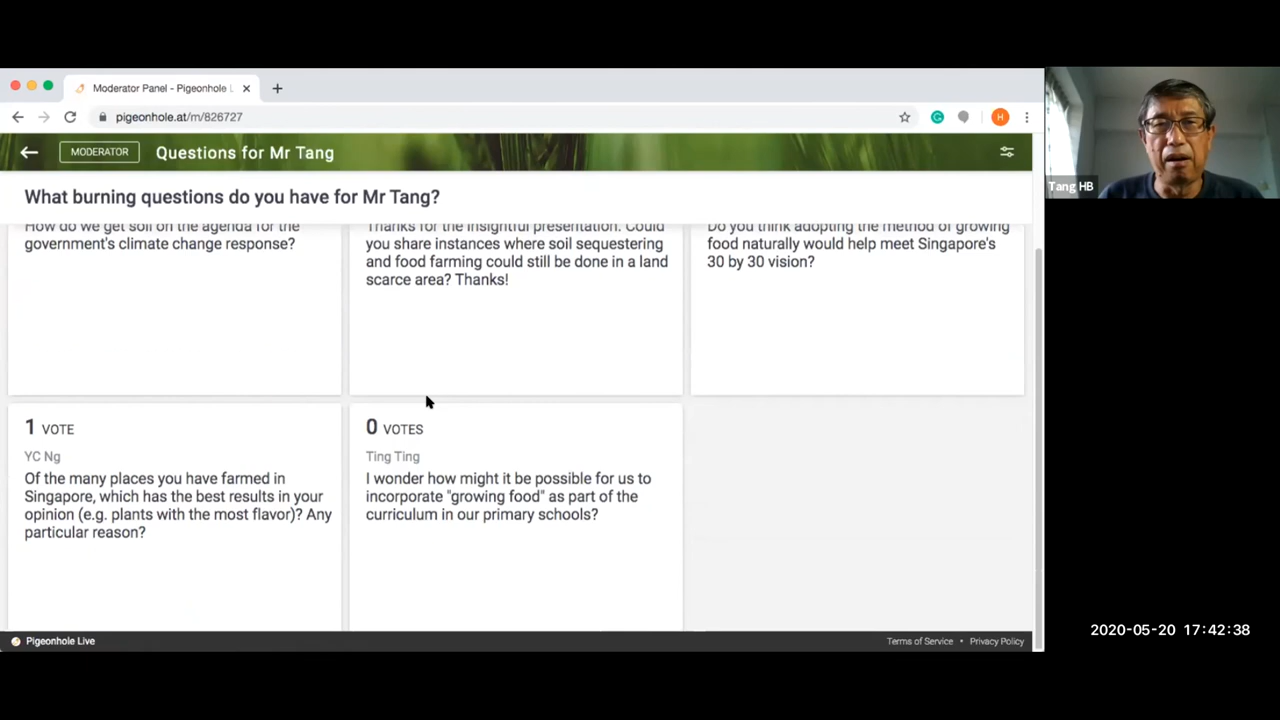 Moderator Panel - Pigeonhole L
pigeonhole.at/m/826727
H
MODERATOR
Questions for Mr Tang
What burning questions do you have for Mr Tang?
How do we get soil on the agenda for the
government's climate change response?
Thanks for the insightful presentation. Could
you share instances where soil sequestering
and food farming could still be done in a land
scarce area? Thanks!
Do you think adopting the method of growing
food naturally would help meet Singapore's
30 by 30 vision?
1 VOTE
YC Ng
Of the many places you have farmed in
Singapore, which has the best results in your
opinion (e.g. plants with the most flavor)? Any
particular reason?
0 VOTES
Ting Ting
I wonder how might it be possible for us to
incorporate "growing food" as part of the
curriculum in our primary schools?
Pigeonhole Live
Terms of Service • Privacy Policy
Tang HB
2020-05-20 17:42:38